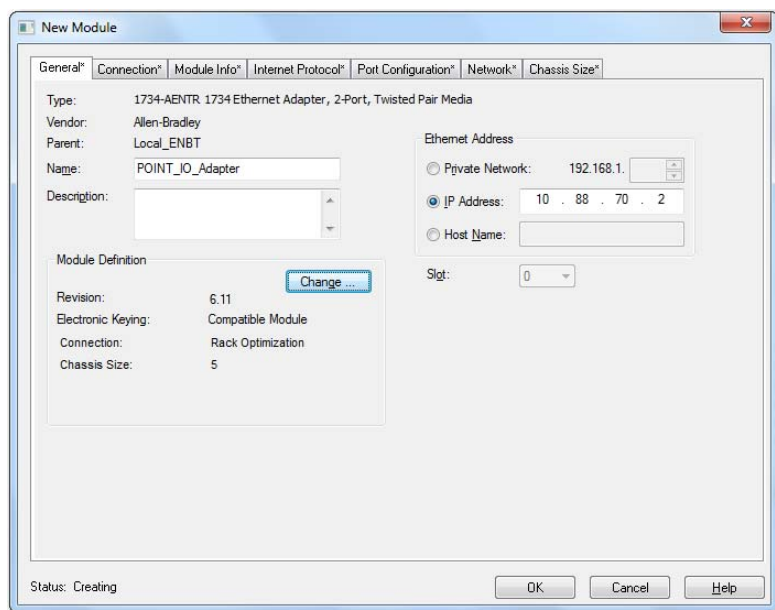 New Module
General* Connection* Module Info* Internet Protocol* Port Configuration* Network* Chassis Size*
Type: 1734-AENTR 1734 Ethernet Adapter, 2-Port, Twisted Pair Media
Vendor: Allen-Bradley
Parent: Local_ENBT
Name: POINT_IO_Adapter
Description:
Ethernet Address
Private Network: 192.168.1.
IP Address: 10 . 88 . 70 . 2
Host Name:
Slot: 0
Module Definition
Change ...
Revision: 6.11
Electronic Keying: Compatible Module
Connection: Rack Optimization
Chassis Size: 5
Status: Creating
OK Cancel Help